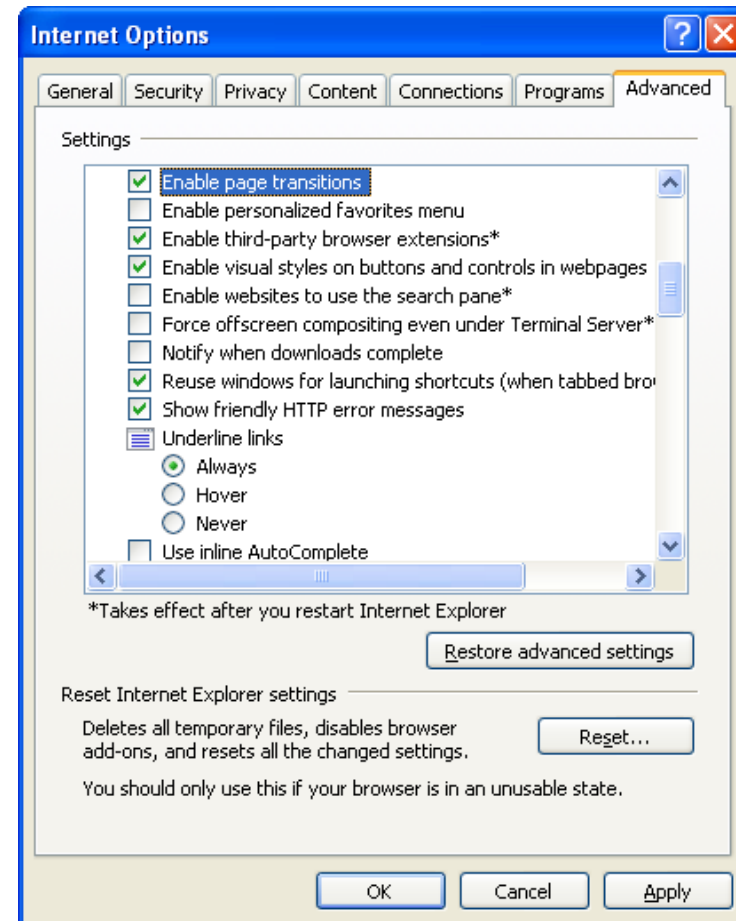 Internet Options
General Security Privacy Content Connections Programs Advanced
Settings
Enable page transitions
Enable personalized favorites menu
Enable third-party browser extensions*
Enable visual styles on buttons and controls in webpages
Enable websites to use the search pane*
Force offscreen compositing even under Terminal Server*
Notify when downloads complete
Reuse windows for launching shortcuts (when tabbed
Show friendly HTTP error messages
Underline links
Always
Hover
Never
Use inline AutoComplete
*Takes effect after you restart Internet Explorer
Restore advanced settings
Reset Internet Explorer settings
Deletes all temporary files, disables browser
add-ons, and resets all the changed settings.
Reset...
You should only use this if your browser is in an unusable state.
OK Cancel Apply